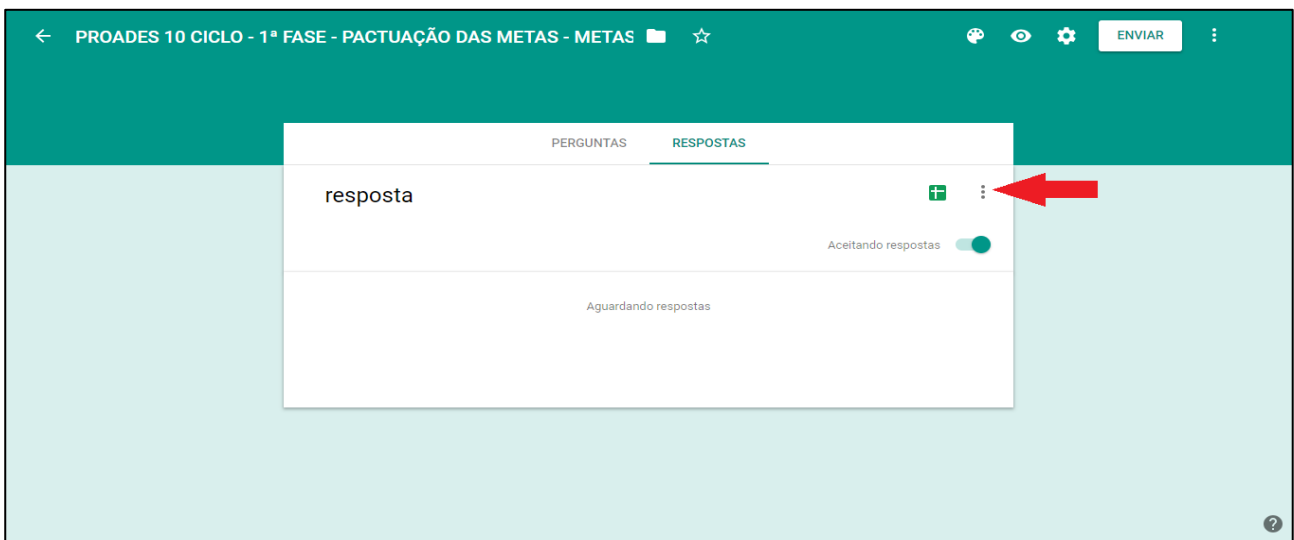 PROADES 10 CICLO - 1ª FASE - PACTUAÇÃO DAS METAS - METAS
ENVIAR
PERGUNTAS RESPOSTAS
resposta
Aceitando respostas
Aguardando respostas
?